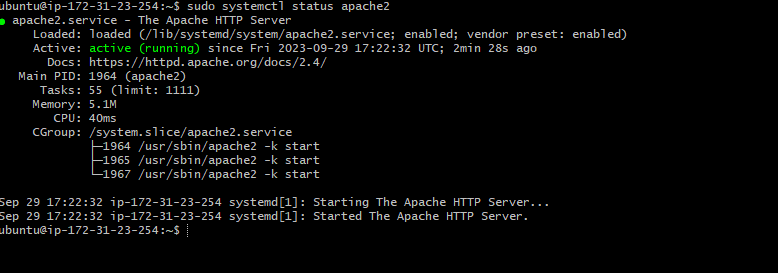 ubuntu@ip-172-31-23-254:~$ sudo systemctl status apache2
● apache2.service - The Apache HTTP Server
     Loaded: loaded (/lib/systemd/system/apache2.service; enabled; vendor preset: enabled)
     Active: active (running) since Fri 2023-09-29 17:22:32 UTC; 2min 28s ago
       Docs: https://httpd.apache.org/docs/2.4/
   Main PID: 1964 (apache2)
      Tasks: 55 (limit: 1111)
     Memory: 5.1M
        CPU: 40ms
     CGroup: /system.slice/apache2.service
             ├─1964 /usr/sbin/apache2 -k start
             ├─1965 /usr/sbin/apache2 -k start
             └─1967 /usr/sbin/apache2 -k start

Sep 29 17:22:32 ip-172-31-23-254 systemd[1]: Starting The Apache HTTP Server...
Sep 29 17:22:32 ip-172-31-23-254 systemd[1]: Started The Apache HTTP Server.
ubuntu@ip-172-31-23-254:~$